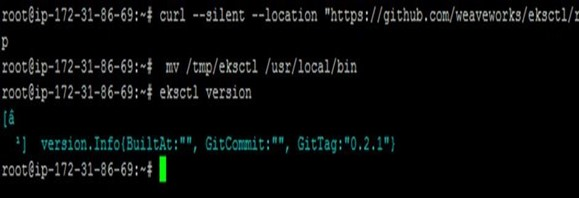 root@ip-172-31-86-69:~# curl --silent --location "https://github.com/weaveworks/eksctl/r
p
root@ip-172-31-86-69:~#  mv /tmp/eksctl /usr/local/bin
root@ip-172-31-86-69:~# eksctl version
[â
 ¹]  version.Info{BuiltAt:"", GitCommit:"", GitTag:"0.2.1"}
root@ip-172-31-86-69:~#